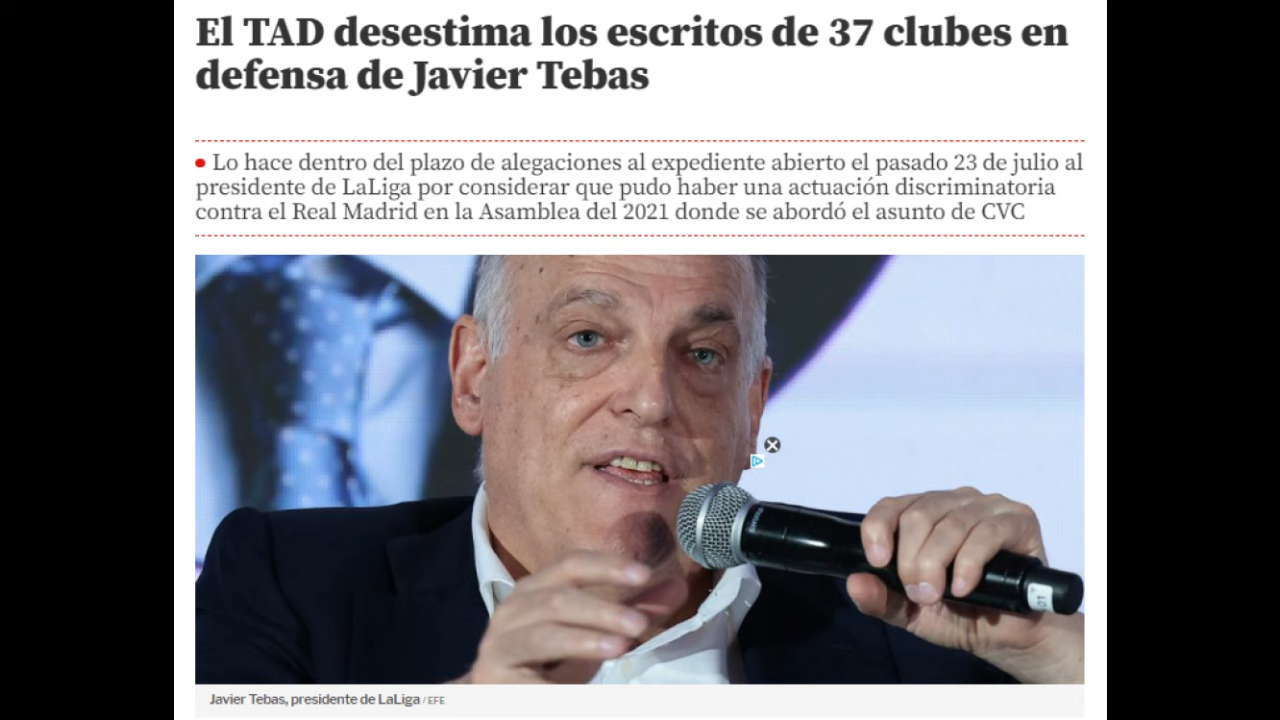 El TAD desestima los escritos de 37 clubes en
defensa de Javier Tebas
Lo hace dentro del plazo de alegaciones al expediente abierto el pasado 23 de julio al
presidente de LaLiga por considerar que pudo haber una actuación discriminatoria
contra el Real Madrid en la Asamblea del 2021 donde se abordó el asunto de CVC
Javier Tebas, presidente de LaLiga / EFE